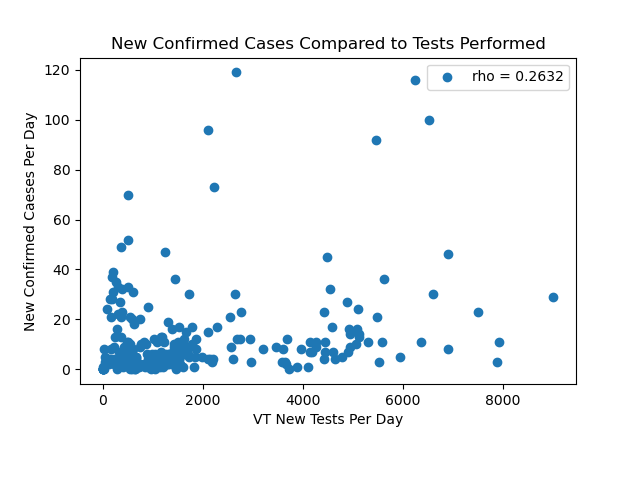 New Confirmed Cases Compared to Tests Performed
rho = 0.2632
120
100
80
60
40
20
0
New Confirmed Caeses Per Day
0 2000 4000 6000 8000
VT New Tests Per Day